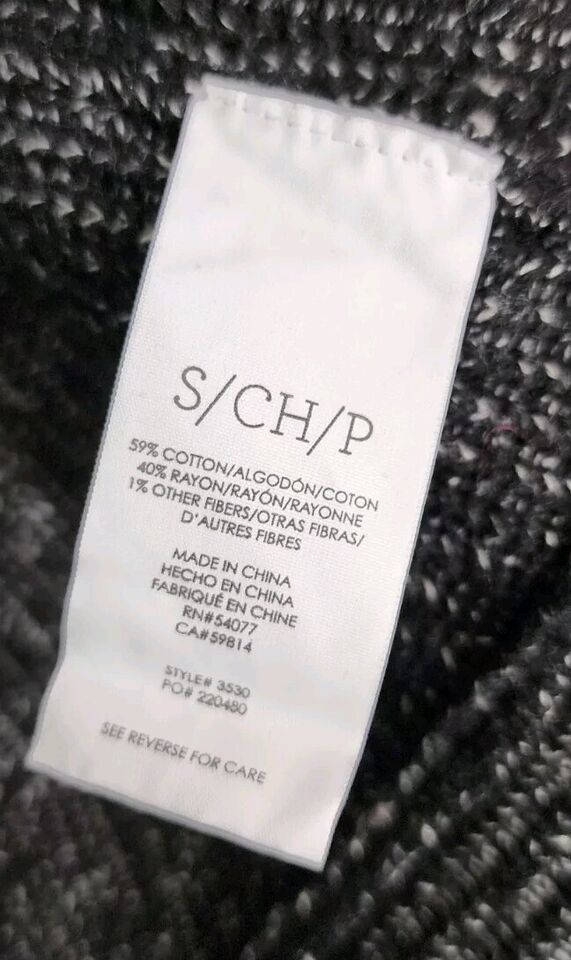 S/CH/P
59% COTTON/ALGODÓN/COTON
40% RAYON/RAYÓN/RAYONNE
1% OTHER FIBERS/OTRAS FIBRAS/
D'AUTRES FIBRES
MADE IN CHINA
HECHO EN CHINA
FABRIQUÉ EN CHINE
RN#54077
CA#59814
STYLE# 3530
PO# 220480
SEE REVERSE FOR CARE